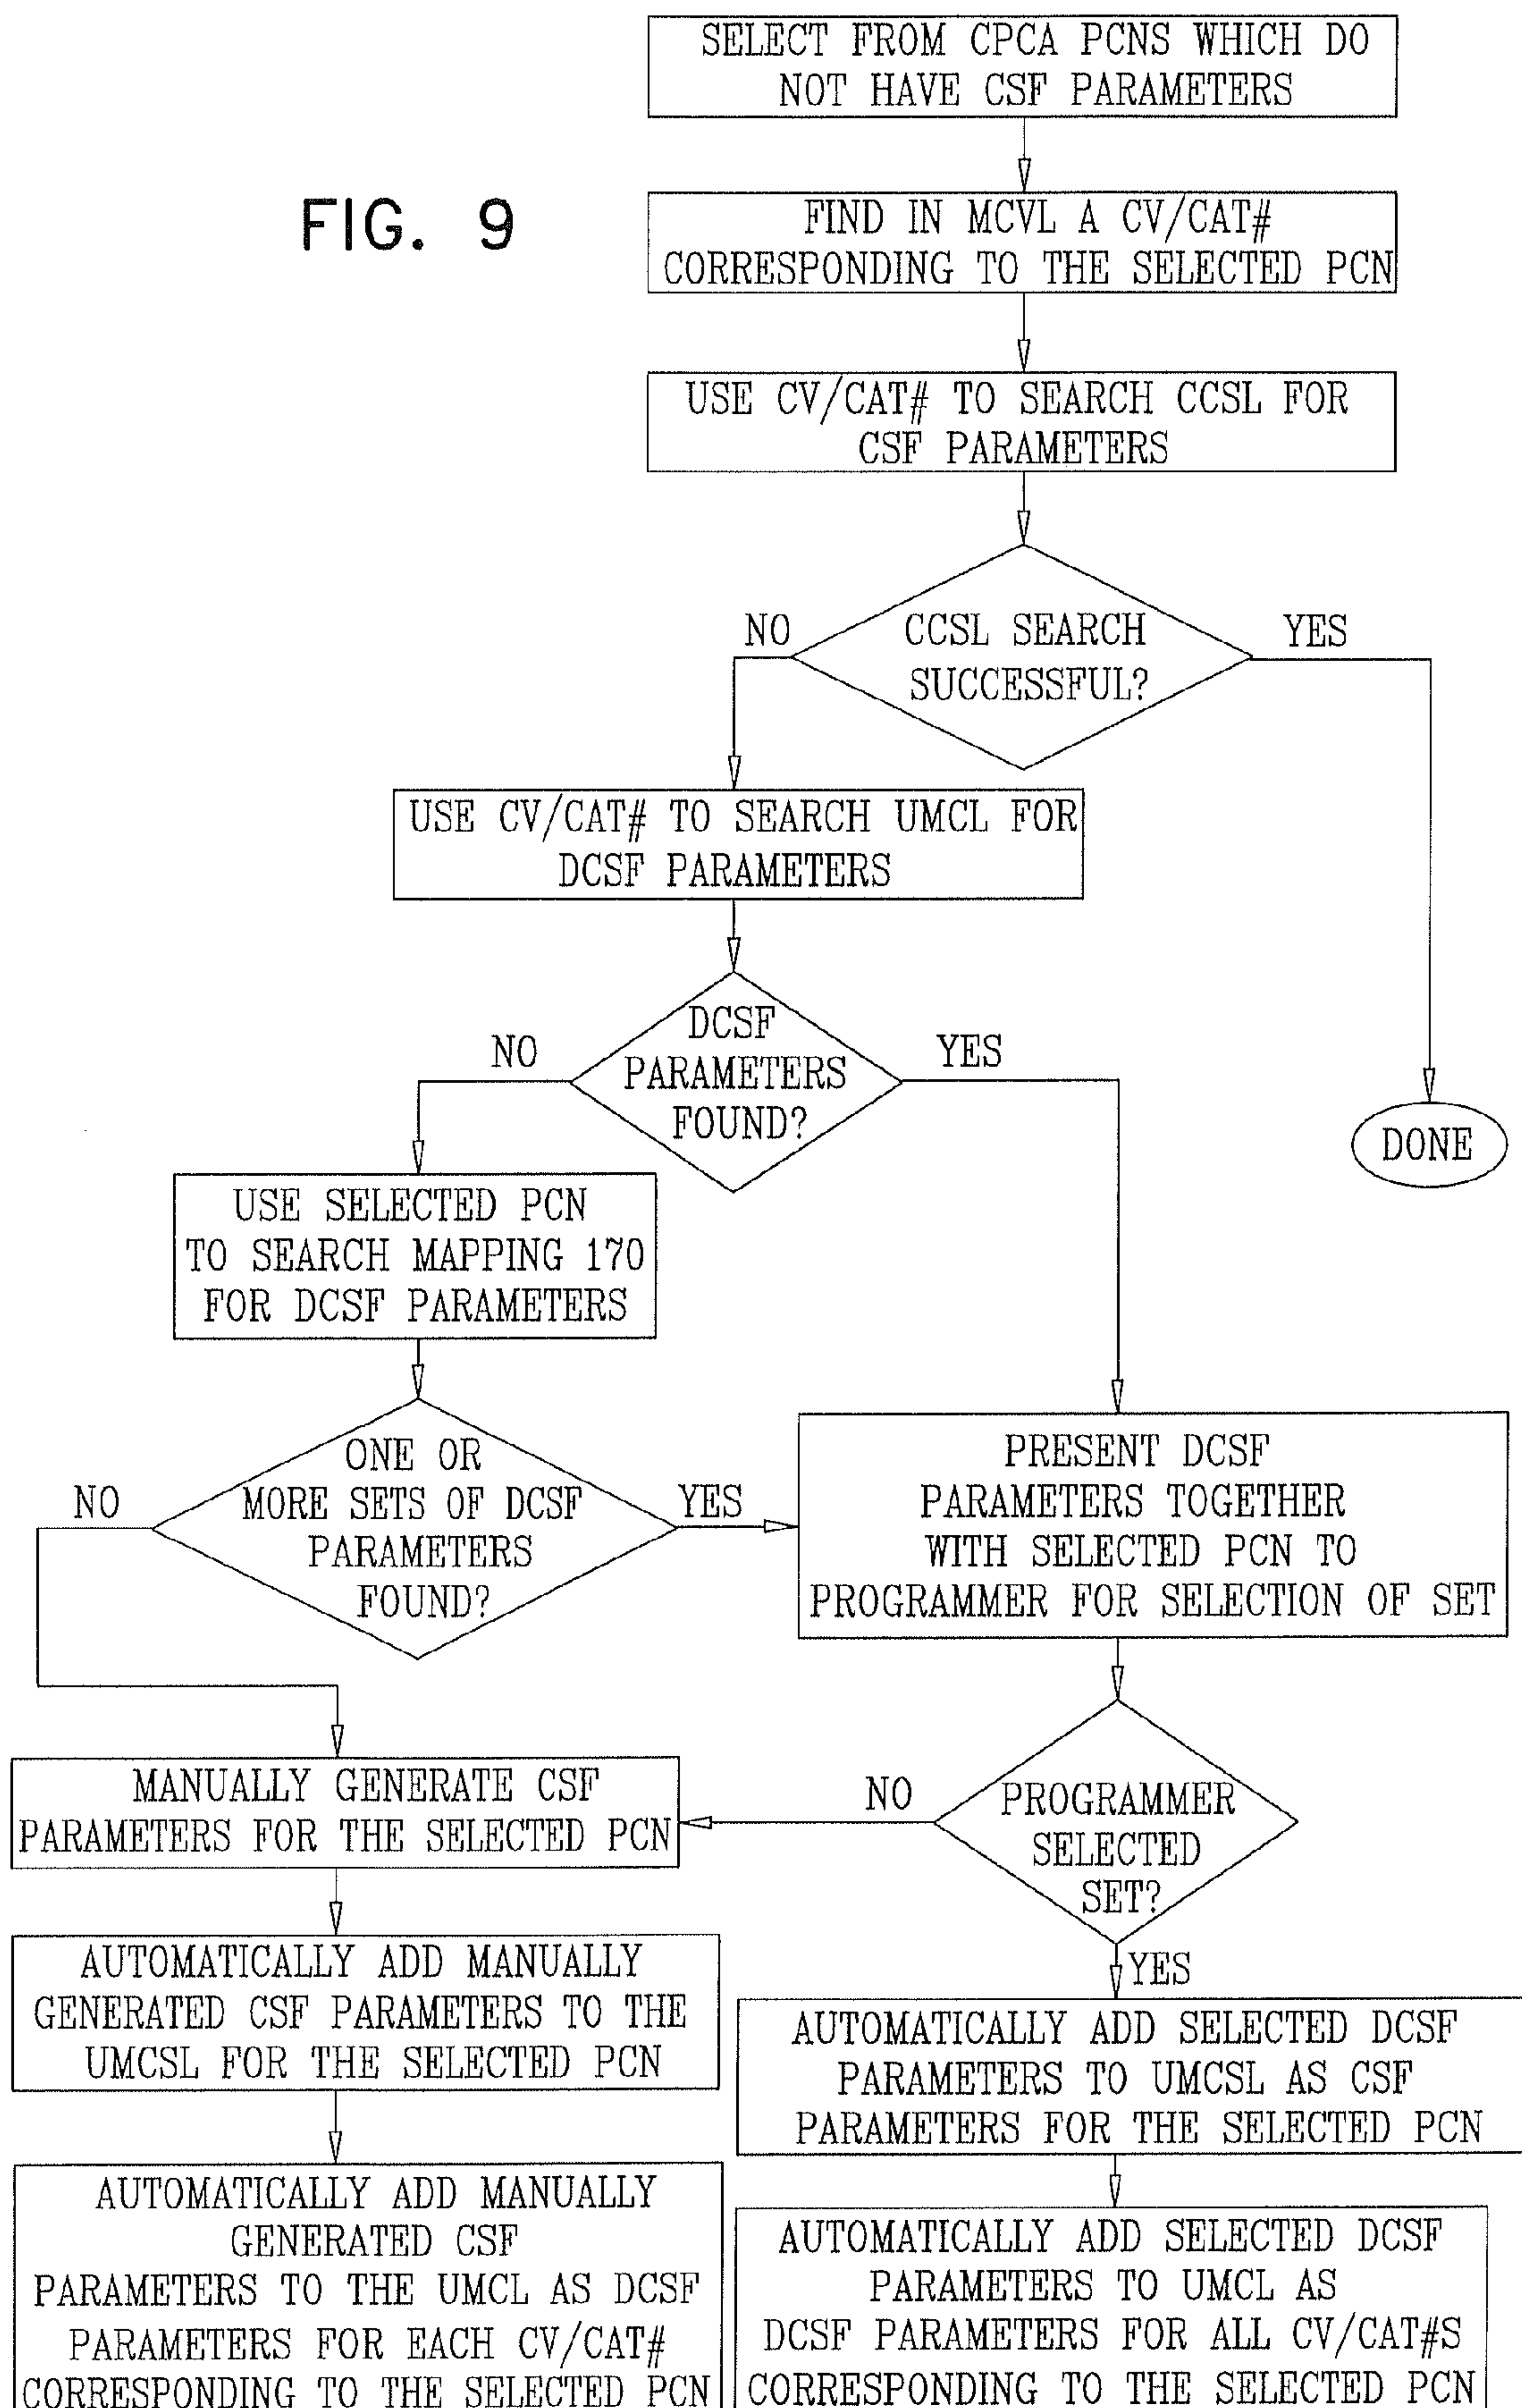 SELECT FROM CPCA PCNS WHICH DO
NOT HAVE CSF PARAMETERS
FIG. 9
FIND IN MCVL A CV/CAT#
CORRESPONDING TO THE SELECTED PCN
USE CV/CAT# TO SEARCH CCSL FOR
CSF PARAMETERS
NO
CCSL SEARCH
SUCCESSFUL?
YES
USE CV/CAT# TO SEARCH UMCL FOR
DCSF PARAMETERS
NO
DCSF
PARAMETERS
FOUND?
YES
DONE
USE SELECTED PCN
TO SEARCH MAPPING 170
FOR DCSF PARAMETERS
NO
ONE OR
MORE SETS OF DCSF
PARAMETERS
FOUND?
YES
PRESENT DCSF
PARAMETERS TOGETHER
WITH SELECTED PCN TO
PROGRAMMER FOR SELECTION OF SET
MANUALLY GENERATE CSF
PARAMETERS FOR THE SELECTED PCN
NO
PROGRAMMER
SELECTED
SET?
YES
AUTOMATICALLY ADD MANUALLY
GENERATED CSF PARAMETERS TO THE
UMCSL FOR THE SELECTED PCN
AUTOMATICALLY ADD SELECTED DCSF
PARAMETERS TO UMCSL AS CSF
PARAMETERS FOR THE SELECTED PCN
AUTOMATICALLY ADD MANUALLY
GENERATED CSF
PARAMETERS TO THE UMCL AS DCSF
PARAMETERS FOR EACH CV/CAT#
CORRESPONDING TO THE SELECTED PCN
AUTOMATICALLY ADD SELECTED DCSF
PARAMETERS TO UMCL AS
DCSF PARAMETERS FOR ALL CV/CAT#S
CORRESPONDING TO THE SELECTED PCN